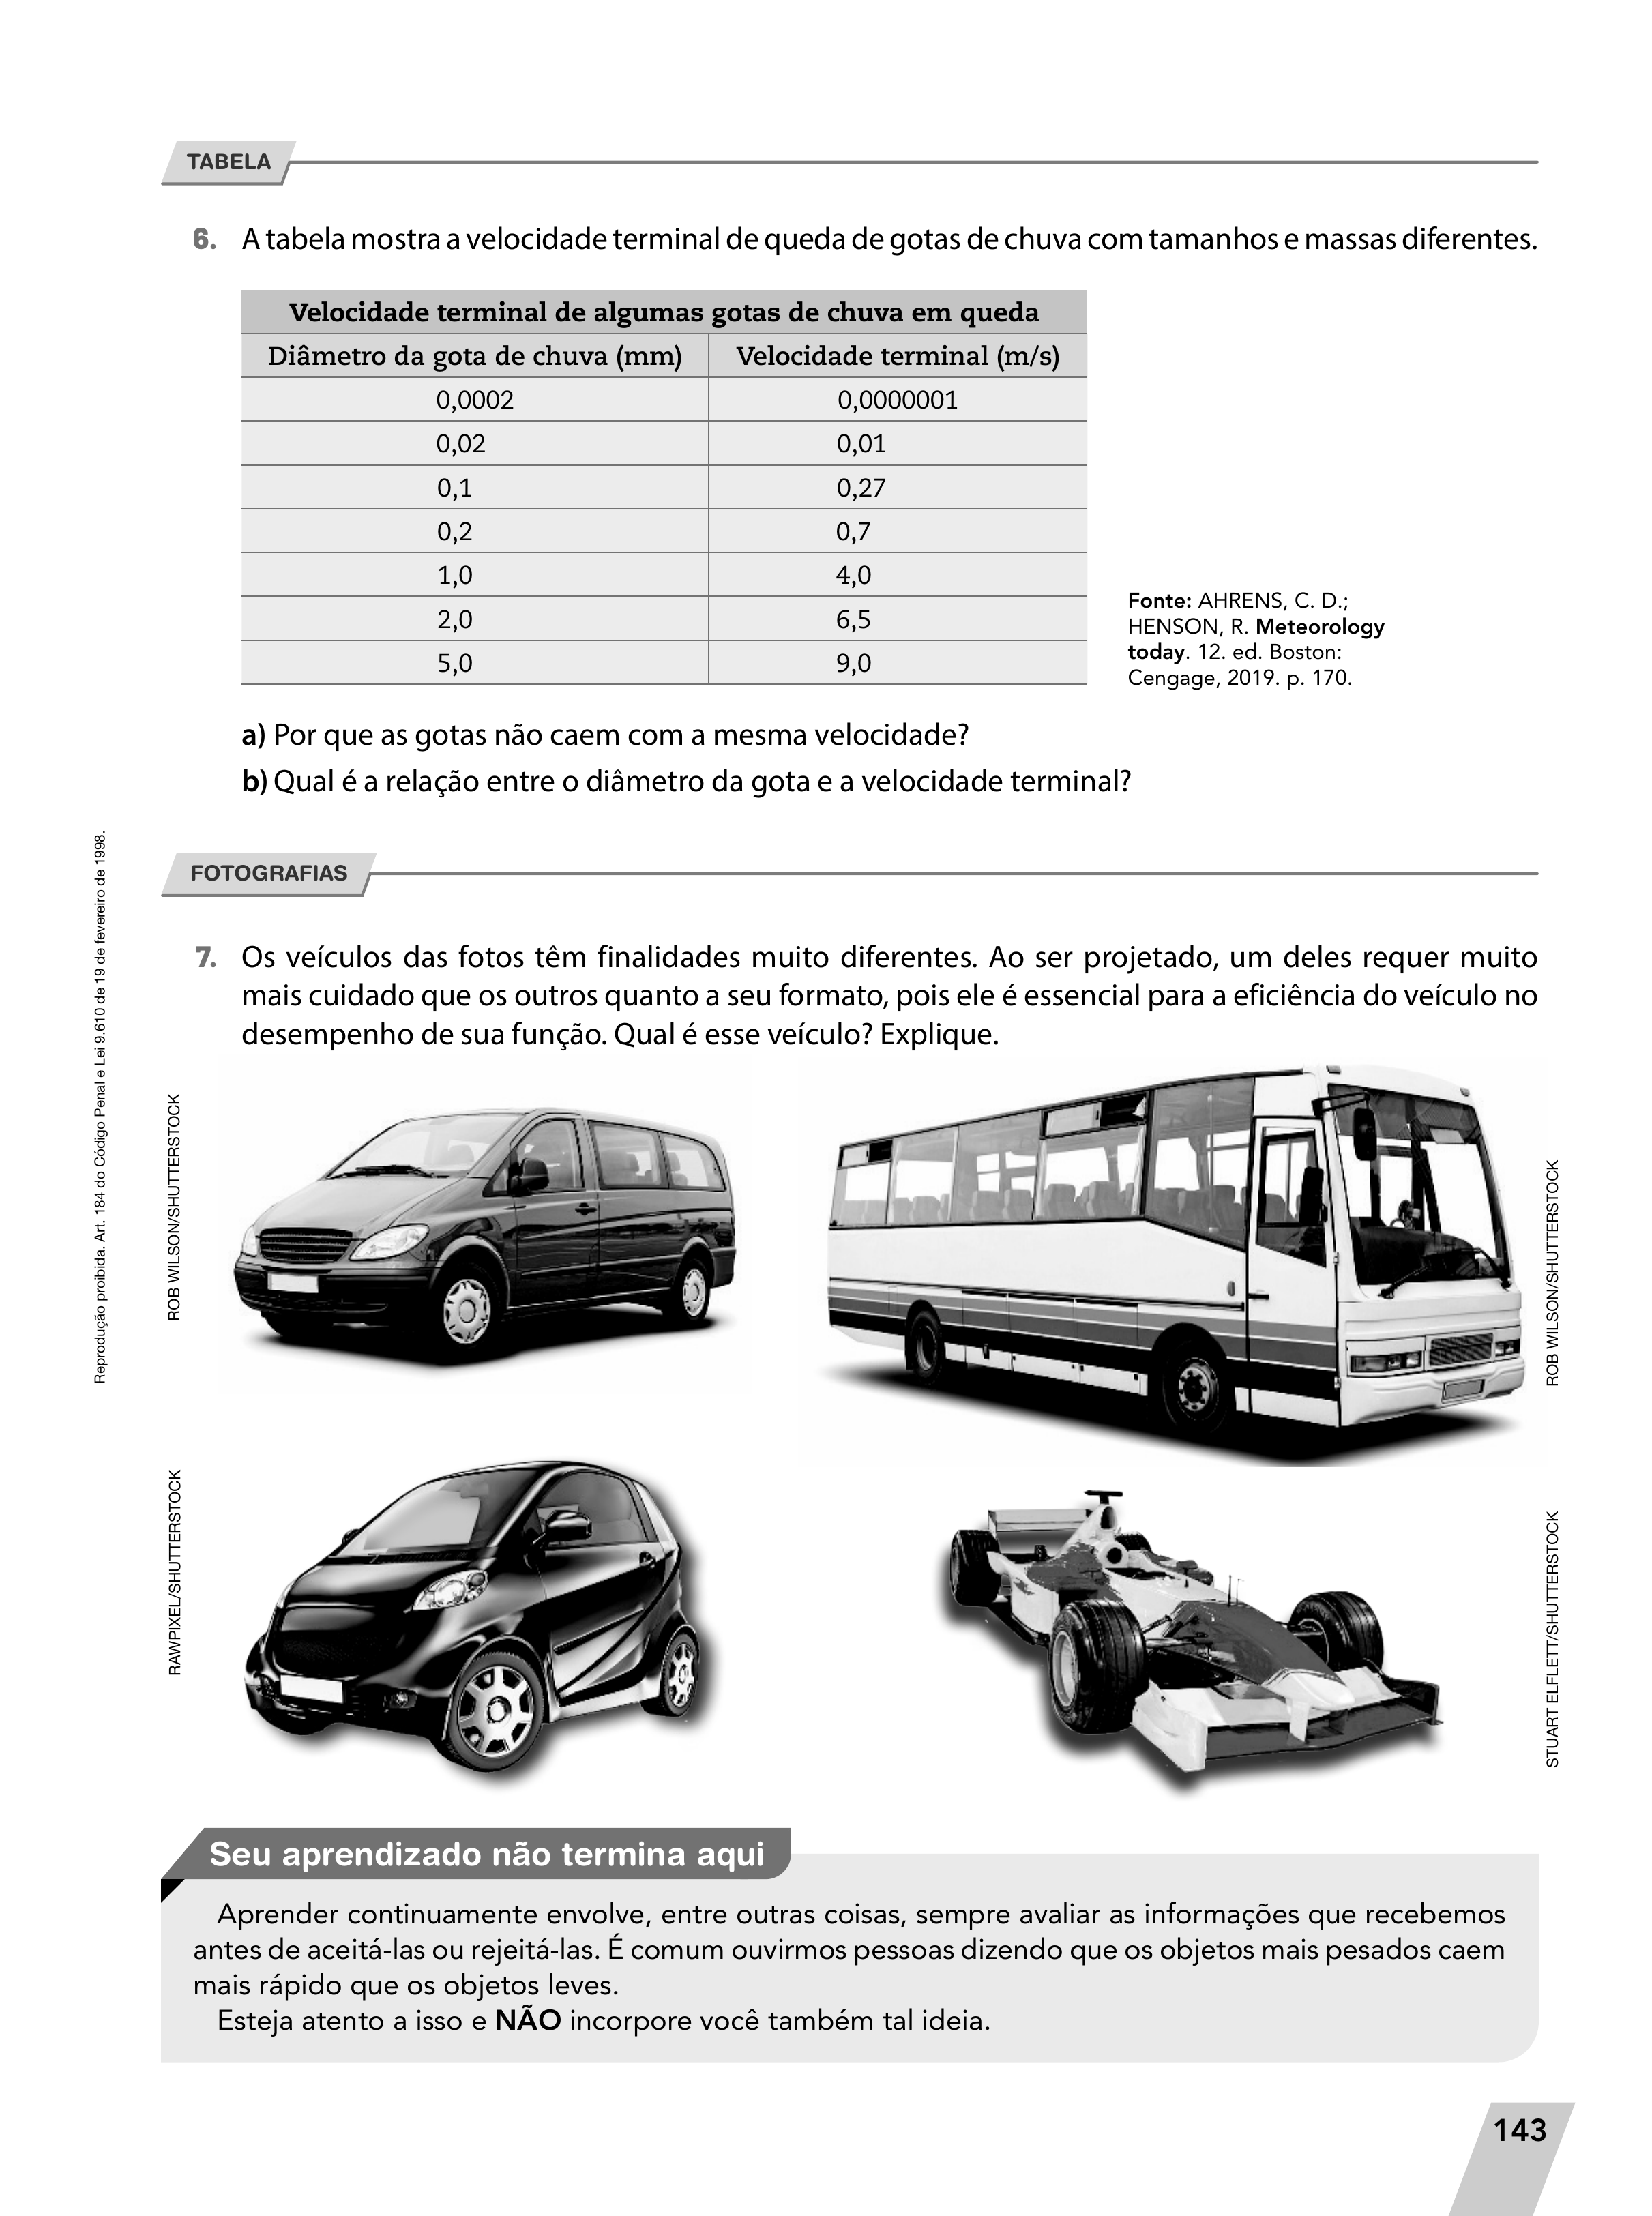 TABELA
6. A tabela mostra a velocidade terminal de queda de gotas de chuva com tamanhos e massas diferentes.
Velocidade terminal de algumas gotas de chuva em queda
Diâmetro da gota de chuva (mm) Velocidade terminal (m/s)
0,0002 0,0000001
0,02 0,01
0,1 0,27
0,2 0,7
1,0 4,0
2,0 6,5
5,0 9,0
Fonte: AHRENS, C. D.;
HENSON, R. Meteorology
today. 12. ed. Boston:
Cengage, 2019. p. 170.
a) Por que as gotas não caem com a mesma velocidade?
b) Qual é a relação entre o diâmetro da gota e a velocidade terminal?
Reprodução proibida. Art. 184 do Código Penal e Lei 9.610 de 19 de fevereiro de 1998.
FOTOGRAFIAS
7. Os veículos das fotos têm finalidades muito diferentes. Ao ser projetado, um deles requer muito
mais cuidado que os outros quanto a seu formato, pois ele é essencial para a eficiência do veículo no
desempenho de sua função. Qual é esse veículo? Explique.
ROB WILSON/SHUTTERSTOCK
ROB WILSON/SHUTTERSTOCK
RAWPIXEL/SHUTTERSTOCK
STUART ELFLETT/SHUTTERSTOCK
Seu aprendizado não termina aqui
Aprender continuamente envolve, entre outras coisas, sempre avaliar as informações que recebemos
antes de aceitá-las ou rejeitá-las. É comum ouvirmos pessoas dizendo que os objetos mais pesados caem
mais rápido que os objetos leves.
Esteja atento a isso e NÃO incorpore você também tal ideia.
143